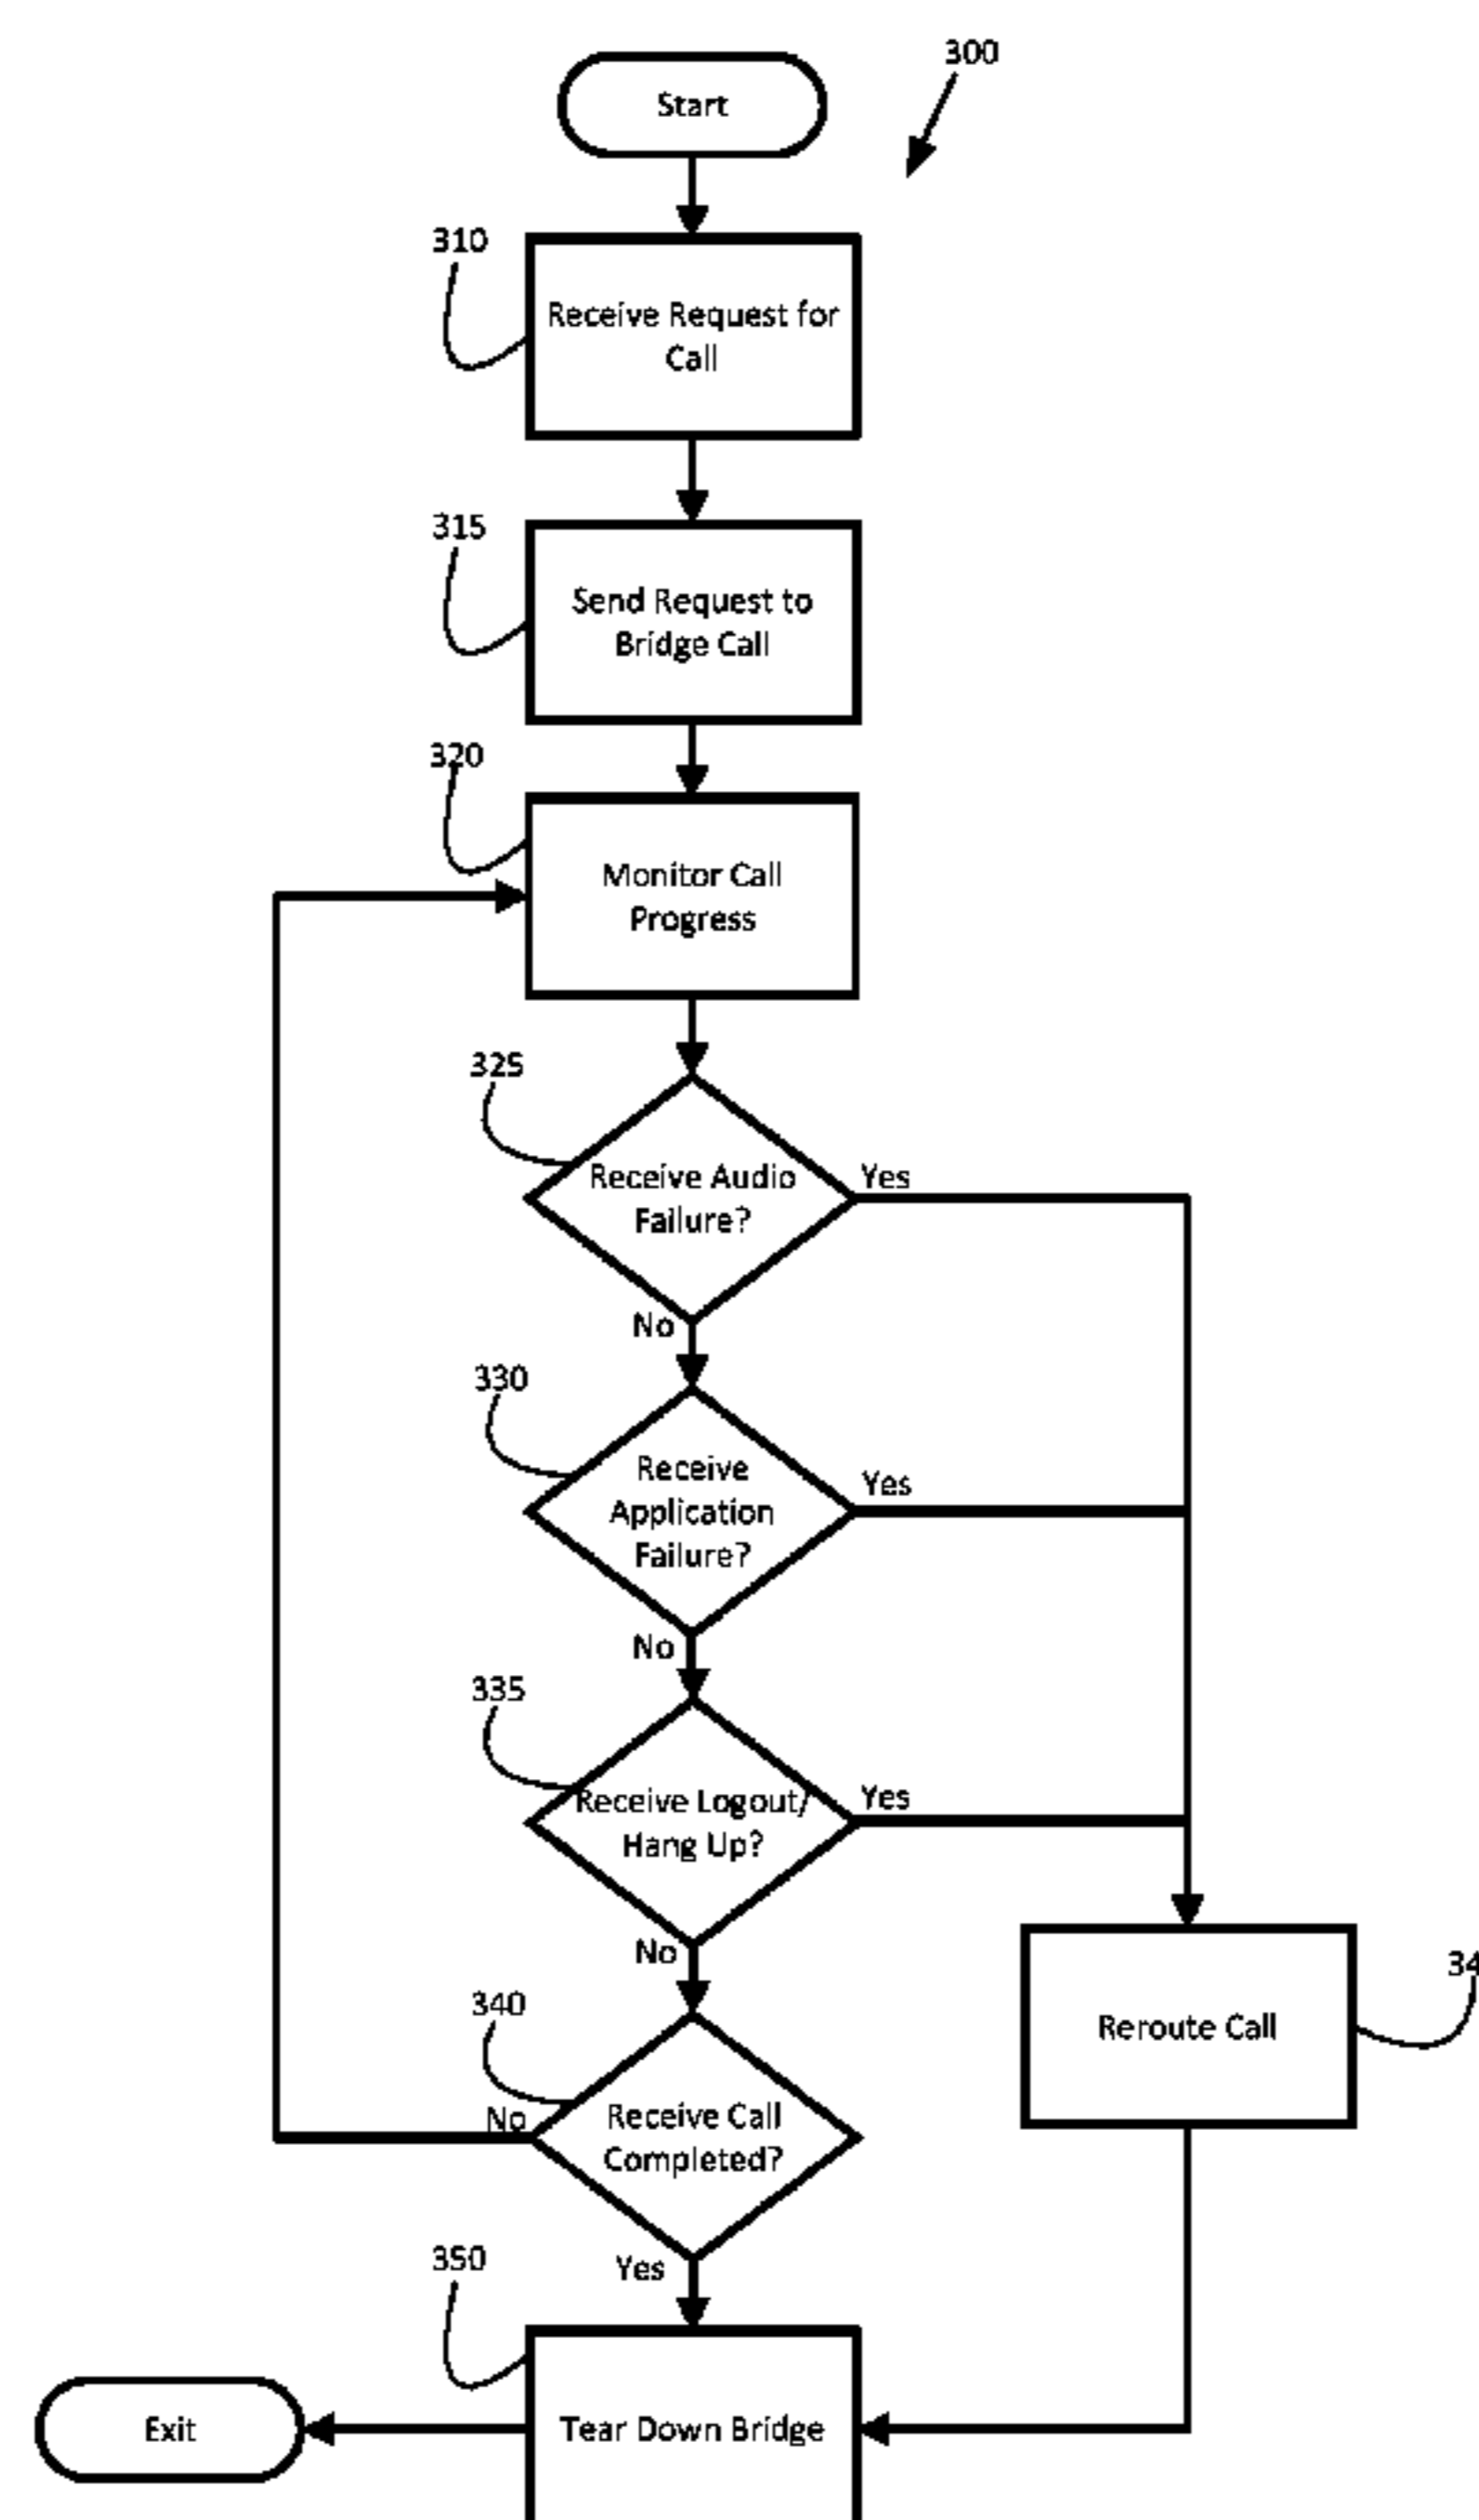 300
Start
310
Receive Request for
Call
315
Send Request to
Bridge Call
320
Monitor Call
Progress
325
Receive Audio
Failure?
Yes
No
330
Receive
Application
Failure?
Yes
No
335
Receive Logout/
Hang Up?
Yes
No
34
Reroute Call
340
No
Receive Call
Completed?
Yes
350
Tear Down Bridge
Exit